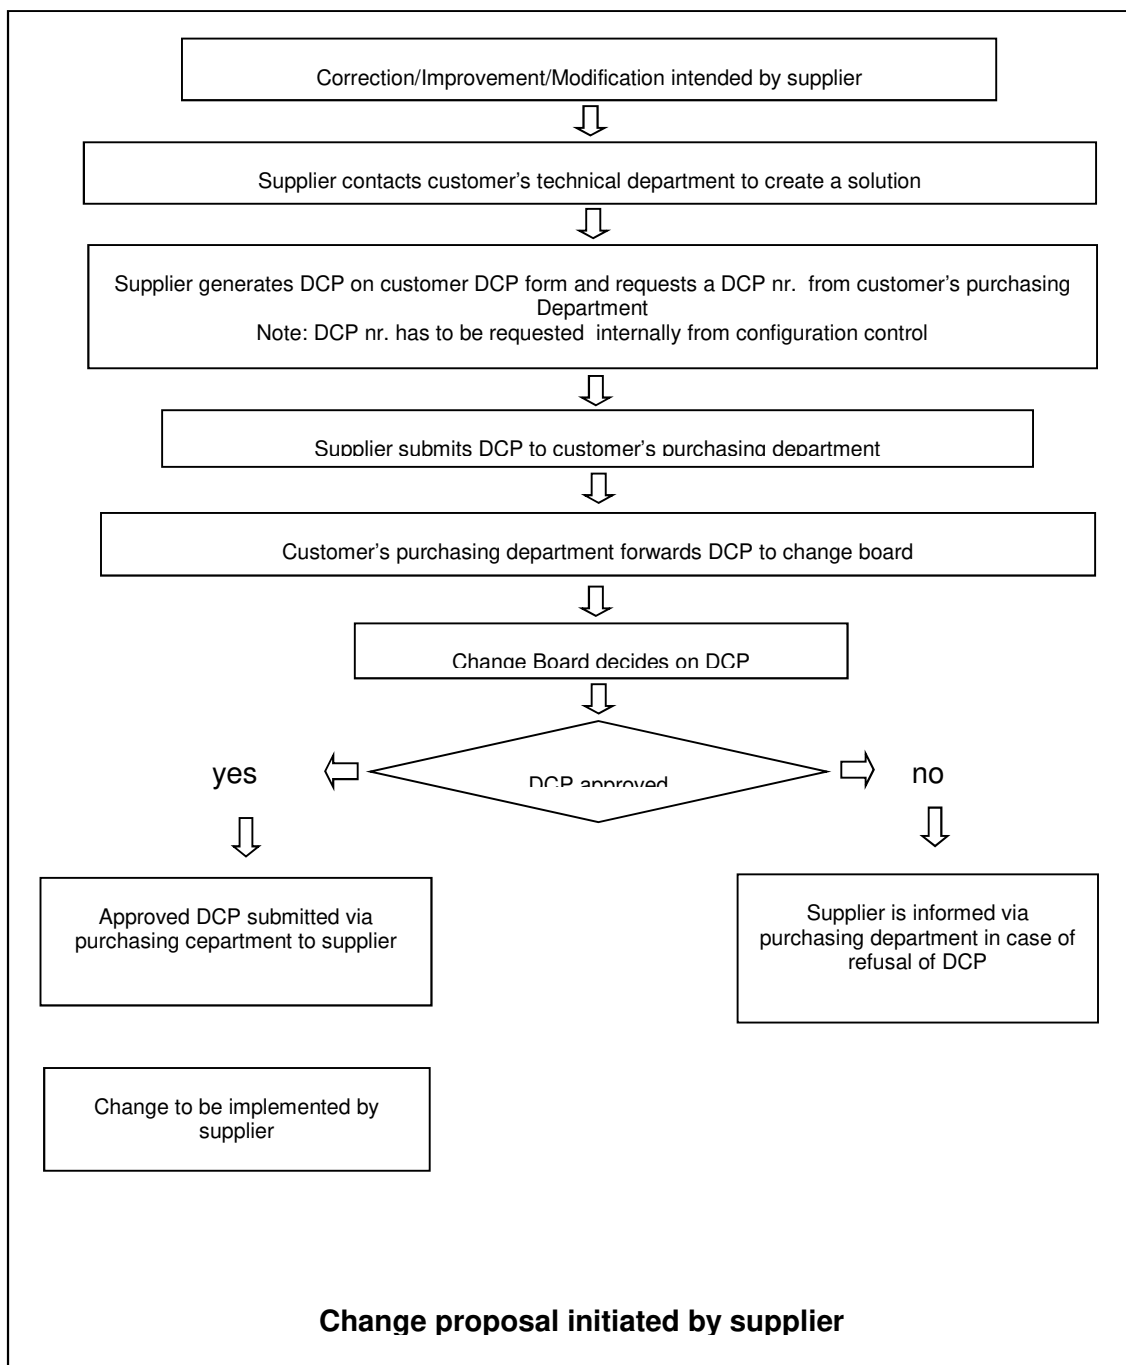 Correction/Improvement/Modification intended by supplier
Supplier contacts customer’s technical department to create a solution
Supplier generates DCP on customer DCP form and requests a DCP nr.  from customer’s purchasing
Department
Note: DCP nr. has to be requested  internally from configuration control
Supplier submits DCP to customer’s purchasing department
Customer’s purchasing department forwards DCP to change board
Change Board decides on DCP
DCP approved
yes
no
Approved DCP submitted via
purchasing cepartment to supplier
Supplier is informed via
purchasing department in case of
refusal of DCP
Change to be implemented by
supplier
Change proposal initiated by supplier